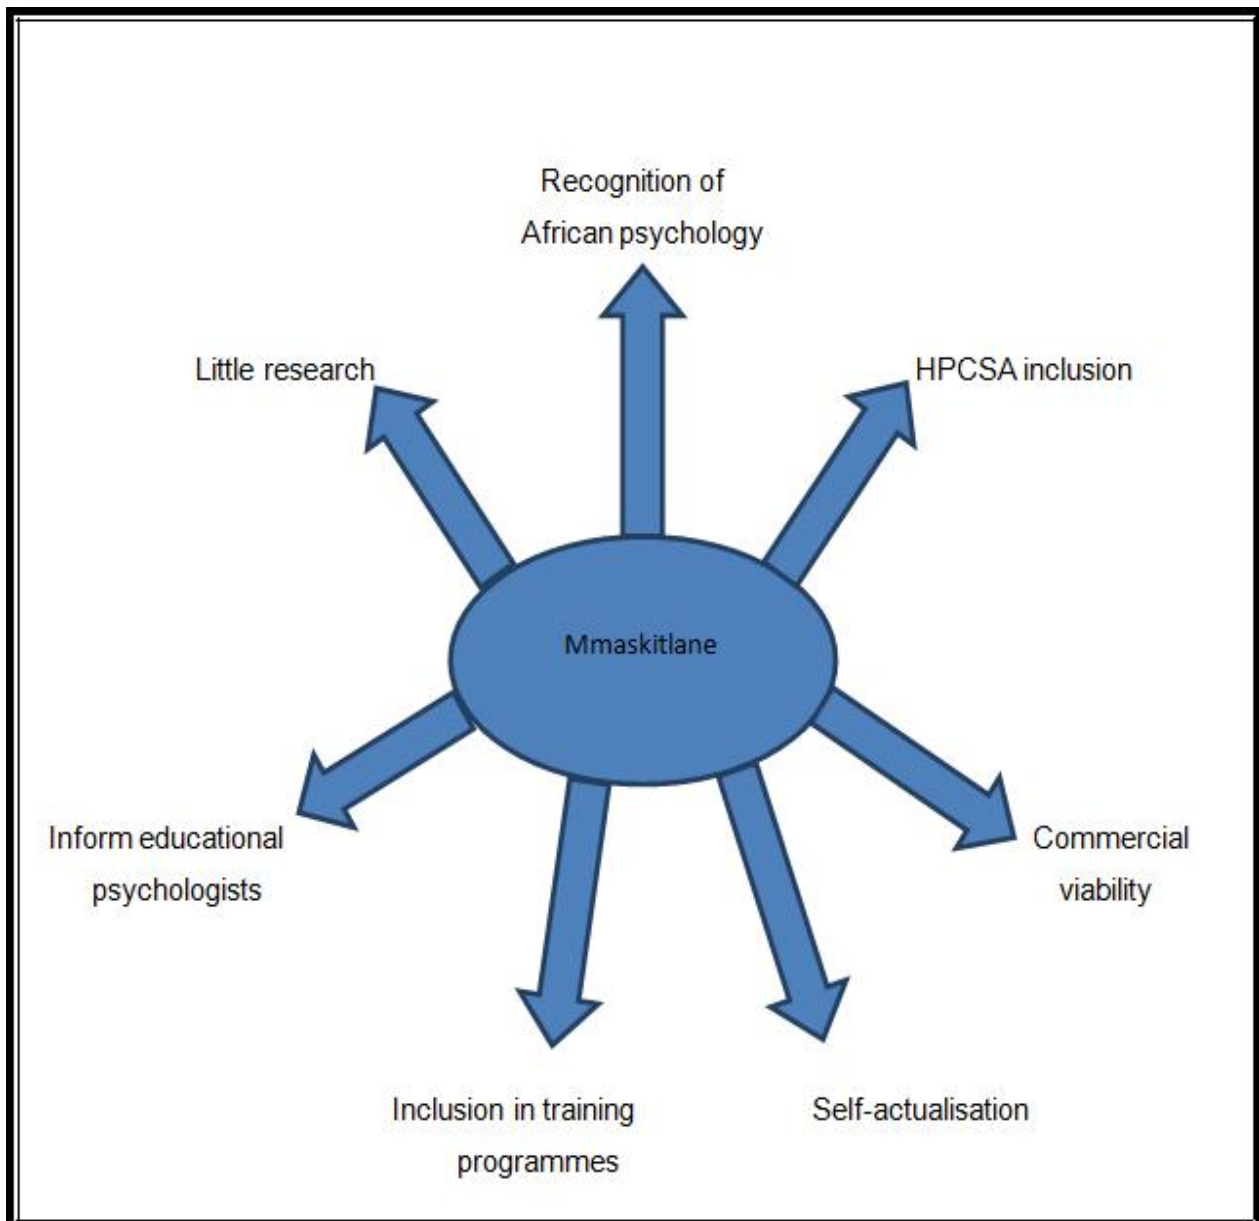 Recognition of
African psychology
Little research
HPCSA inclusion
Mmaskitlane
Inform educational
psychologists
Commercial
viability
Inclusion in training
programmes
Self-actualisation